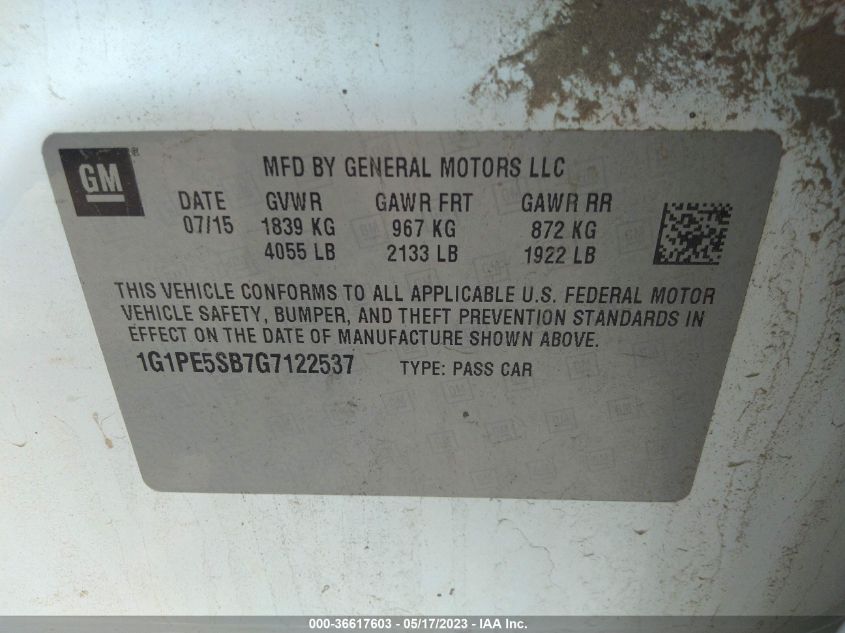 GM
MFD BY GENERAL MOTORS LLC
DATE GVWR GAWR FRT GAWR RR
07/15 1839 KG 967 KG 872 KG
4055 LB 2133 LB 1922 LB
THIS VEHICLE CONFORMS TO ALL APPLICABLE U.S. FEDERAL MOTOR
VEHICLE SAFETY, BUMPER, AND THEFT PREVENTION STANDARDS IN
EFFECT ON THE DATE OF MANUFACTURE SHOWN ABOVE.
1G1PE5SB7G7122537 TYPE: PASS CAR
000-36617603 - 05/17/2023 - IAA Inc.